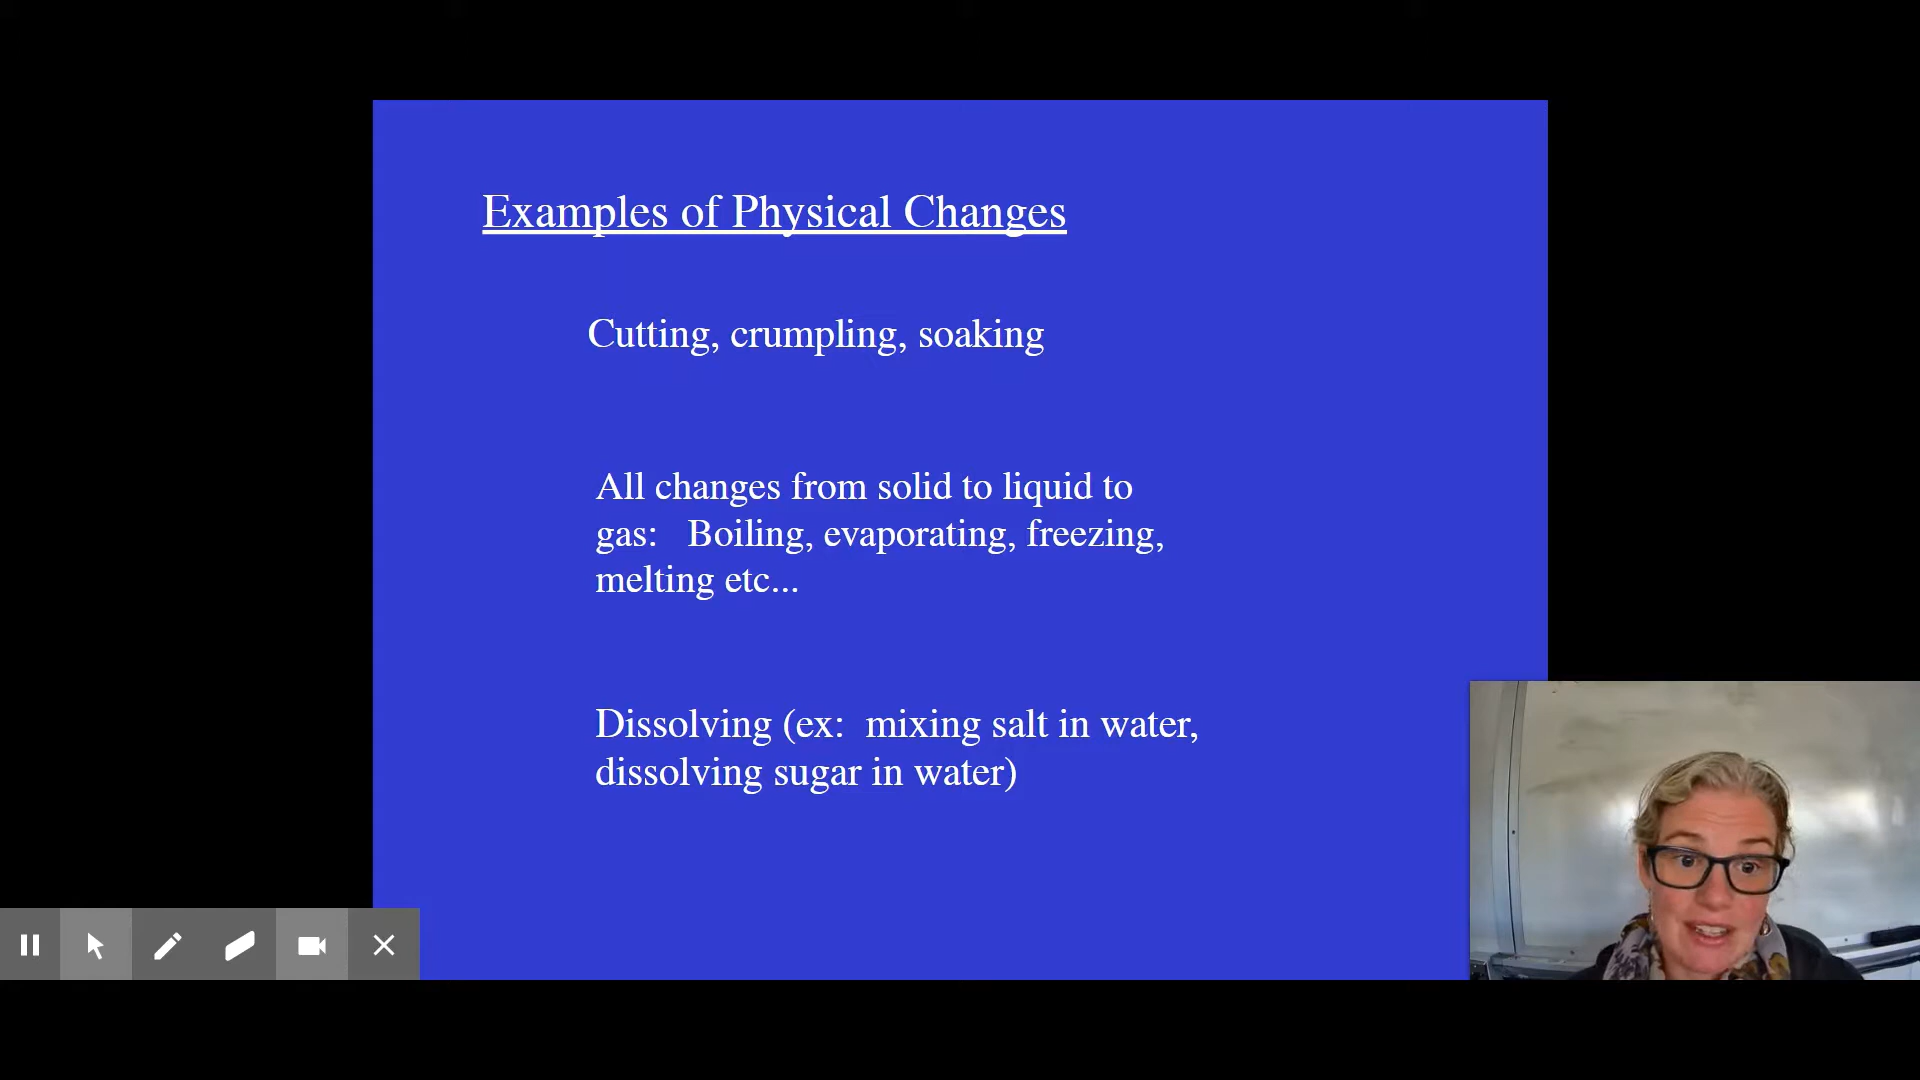 Examples of Physical Changes
Cutting, crumpling, soaking
All changes from solid to liquid to
gas:   Boiling, evaporating, freezing,
melting etc...
Dissolving (ex:  mixing salt in water,
dissolving sugar in water)